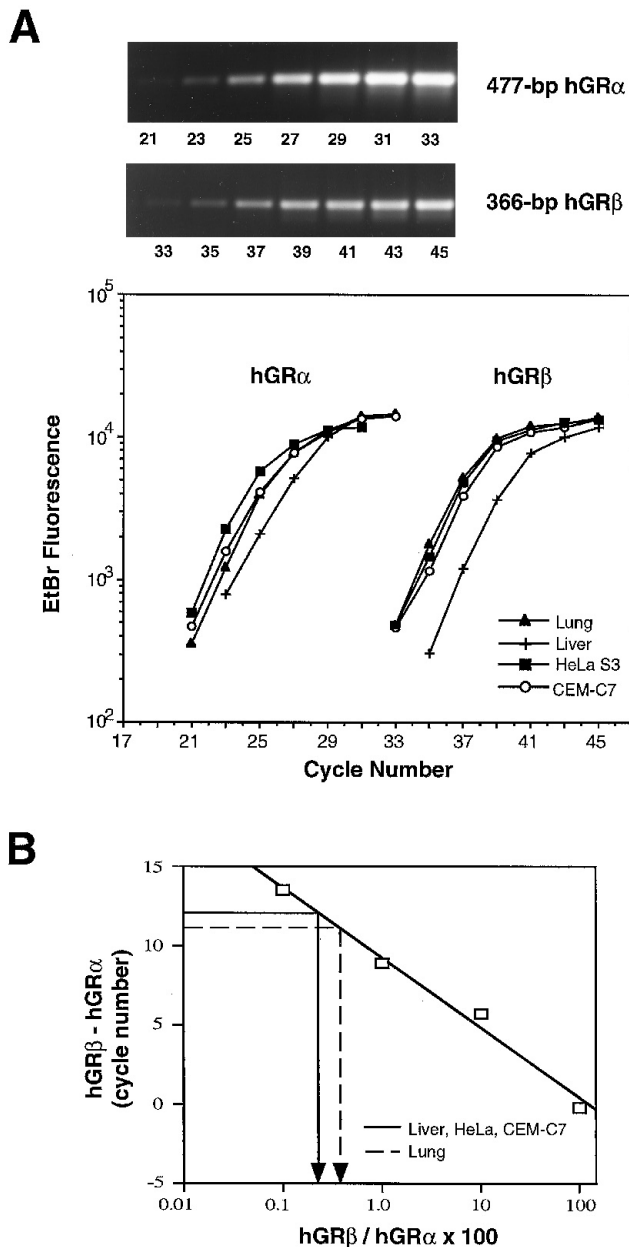 A
477-bp hGRα
21 23 25 27 29 31 33
366-bp hGRβ
33 35 37 39 41 43 45
10^5
hGRα hGRβ
10^4
EtBr Fluorescence
10^3
Lung
Liver
HeLa S3
CEM-C7
10^2
17 21 25 29 33 37 41 45
Cycle Number
B
15
10
hGRβ - hGRα
(cycle number)
5
0
Liver, HeLa, CEM-C7
Lung
-5
0.01 0.1 1.0 10 100
hGRβ / hGRα x 100